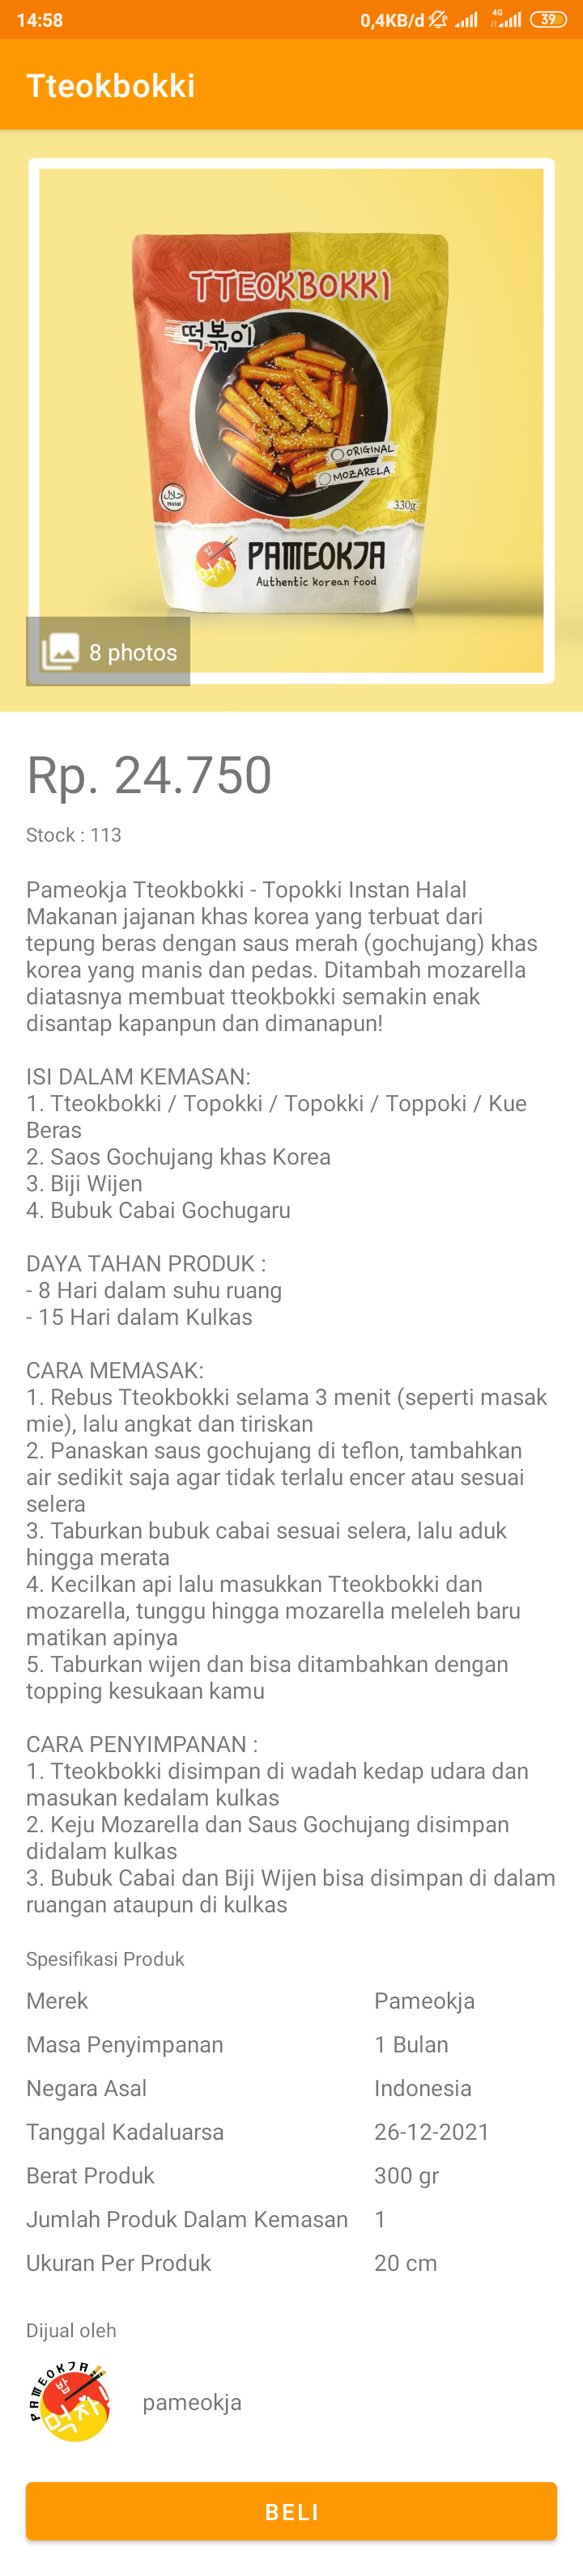 14:58
0,4KB/d
4G
39
Tteokbokki
TTEOKBOKKI
떡볶이
ORIGINAL
MOZARELA
حلال
Halal
330g
PAMEOKJA
Authentic korean food
8 photos
Rp. 24.750
Stock : 113
Pameokja Tteokbokki - Topokki Instan Halal
Makanan jajanan khas korea yang terbuat dari
tepung beras dengan saus merah (gochujang) khas
korea yang manis dan pedas. Ditambah mozarella
diatasnya membuat tteokbokki semakin enak
disantap kapanpun dan dimanapun!
ISI DALAM KEMASAN:
1. Tteokbokki / Topokki / Topokki / Toppoki / Kue
Beras
2. Saos Gochujang khas Korea
3. Biji Wijen
4. Bubuk Cabai Gochugaru
DAYA TAHAN PRODUK :
- 8 Hari dalam suhu ruang
- 15 Hari dalam Kulkas
CARA MEMASAK:
1. Rebus Tteokbokki selama 3 menit (seperti masak
mie), lalu angkat dan tiriskan
2. Panaskan saus gochujang di teflon, tambahkan
air sedikit saja agar tidak terlalu encer atau sesuai
selera
3. Taburkan bubuk cabai sesuai selera, lalu aduk
hingga merata
4. Kecilkan api lalu masukkan Tteokbokki dan
mozarella, tunggu hingga mozarella meleleh baru
matikan apinya
5. Taburkan wijen dan bisa ditambahkan dengan
topping kesukaan kamu
CARA PENYIMPANAN :
1. Tteokbokki disimpan di wadah kedap udara dan
masukan kedalam kulkas
2. Keju Mozarella dan Saus Gochujang disimpan
didalam kulkas
3. Bubuk Cabai dan Biji Wijen bisa disimpan di dalam
ruangan ataupun di kulkas
Spesifikasi Produk
Merek Pameokja
Masa Penyimpanan 1 Bulan
Negara Asal Indonesia
Tanggal Kadaluarsa 26-12-2021
Berat Produk 300 gr
Jumlah Produk Dalam Kemasan 1
Ukuran Per Produk 20 cm
Dijual oleh
PAMEOKJA
밥
먹자
pameokja
BELI